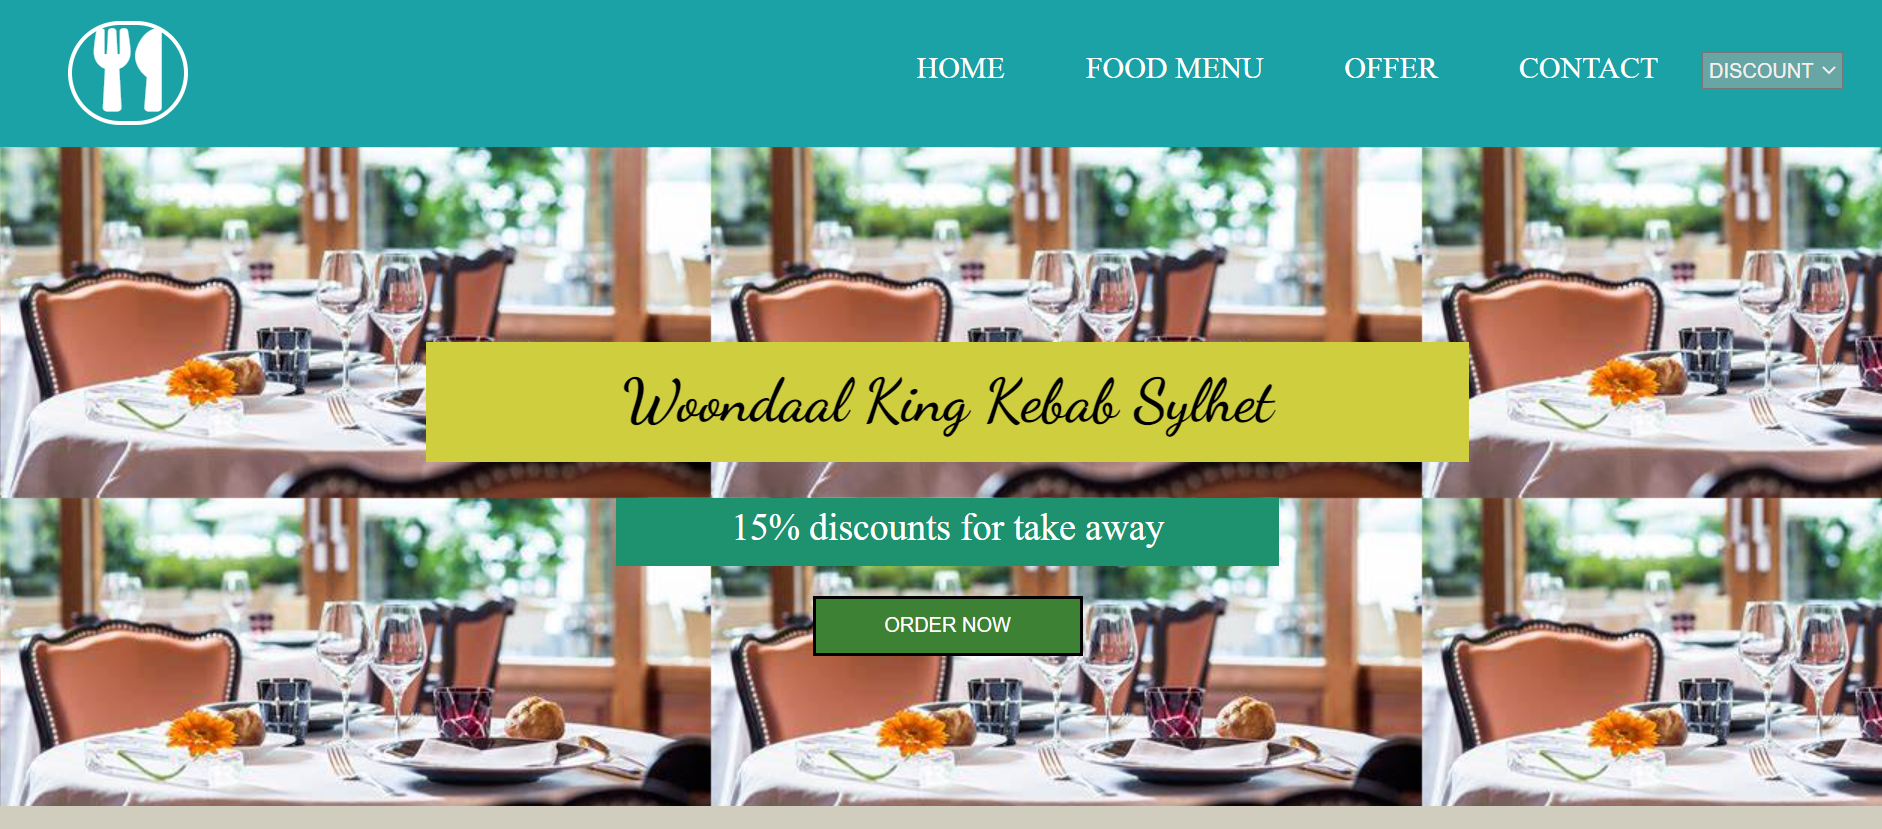 HOME
FOOD MENU
OFFER
CONTACT
DISCOUNT
Woondaal King Kebab Sylhet
15% discounts for take away
ORDER NOW